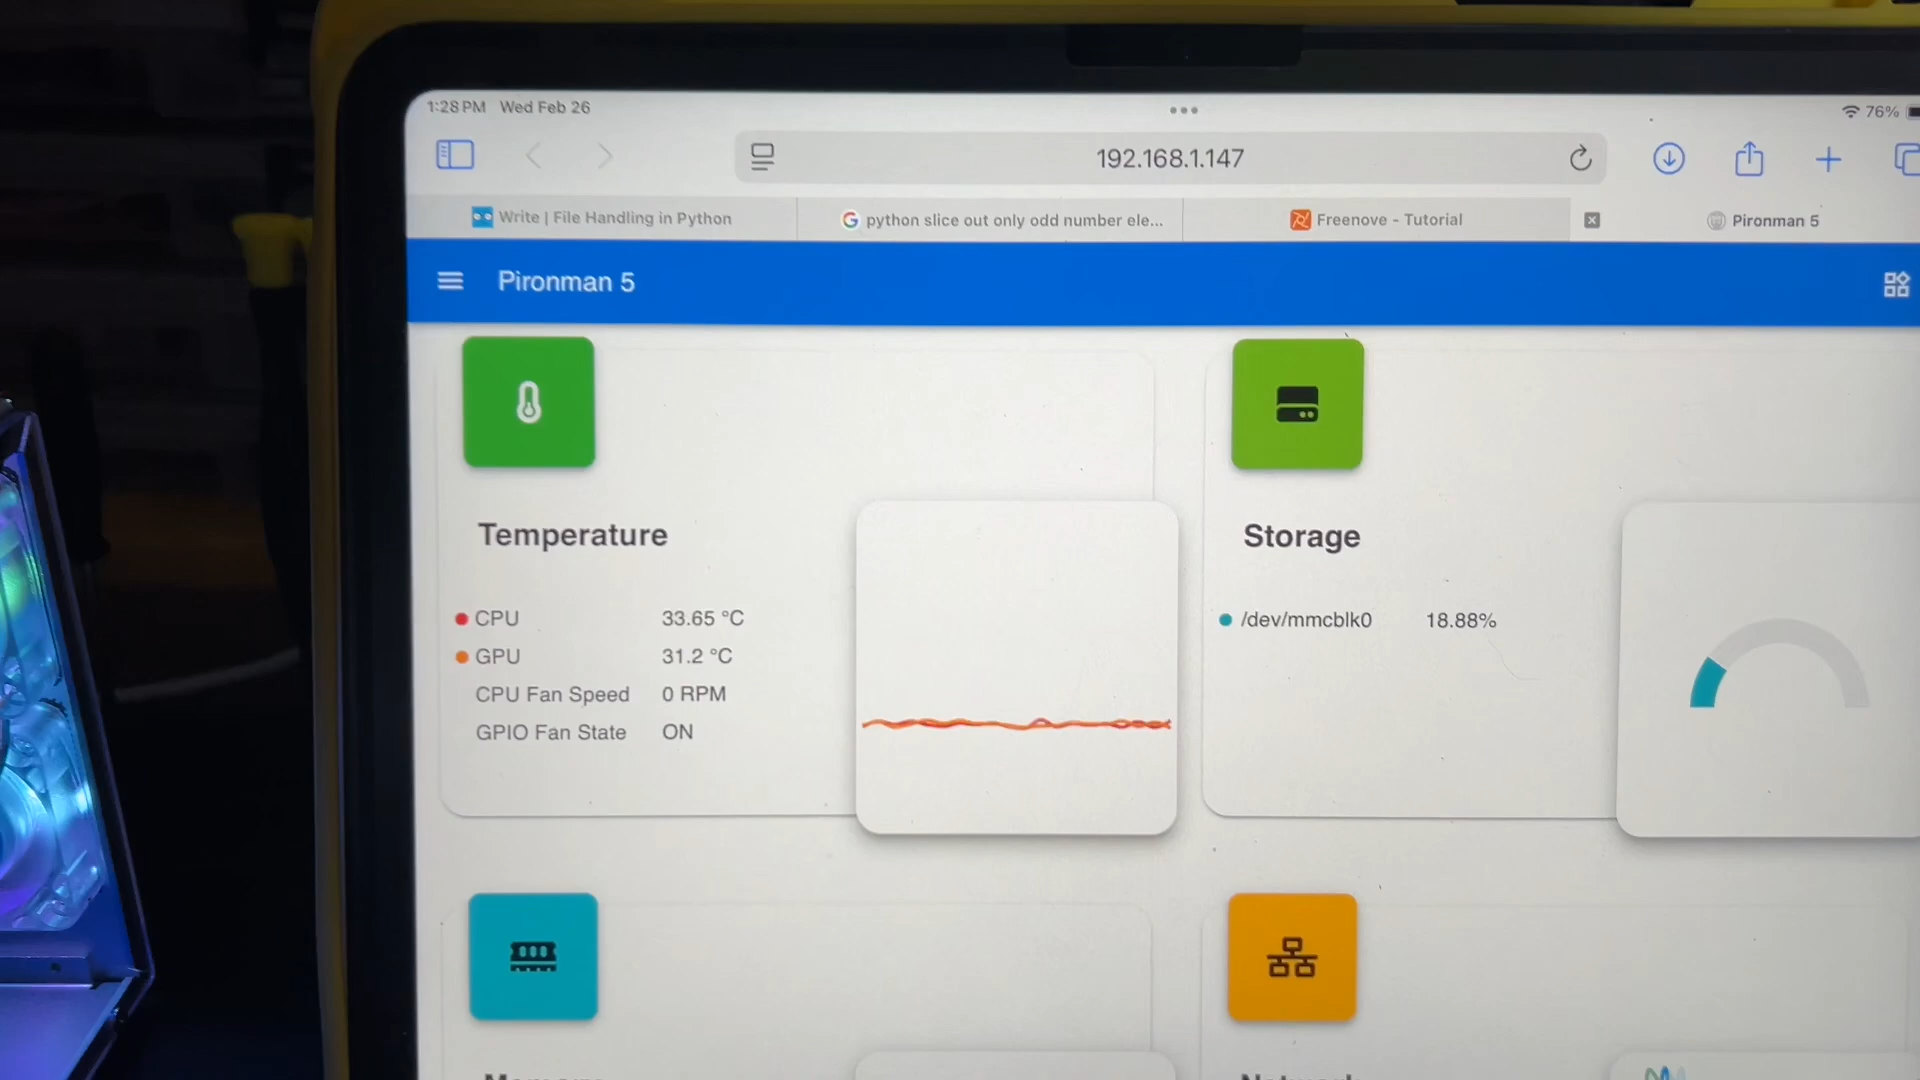 1:28 PM Wed Feb 26
76%
192.168.1.147
Write | File Handling in Python
python slice out only odd number ele...
Freenove - Tutorial
Pironman 5
Pironman 5
Temperature
CPU 33.65 °C
GPU 31.2 °C
CPU Fan Speed 0 RPM
GPIO Fan State ON
Storage
/dev/mmcblk0 18.88%